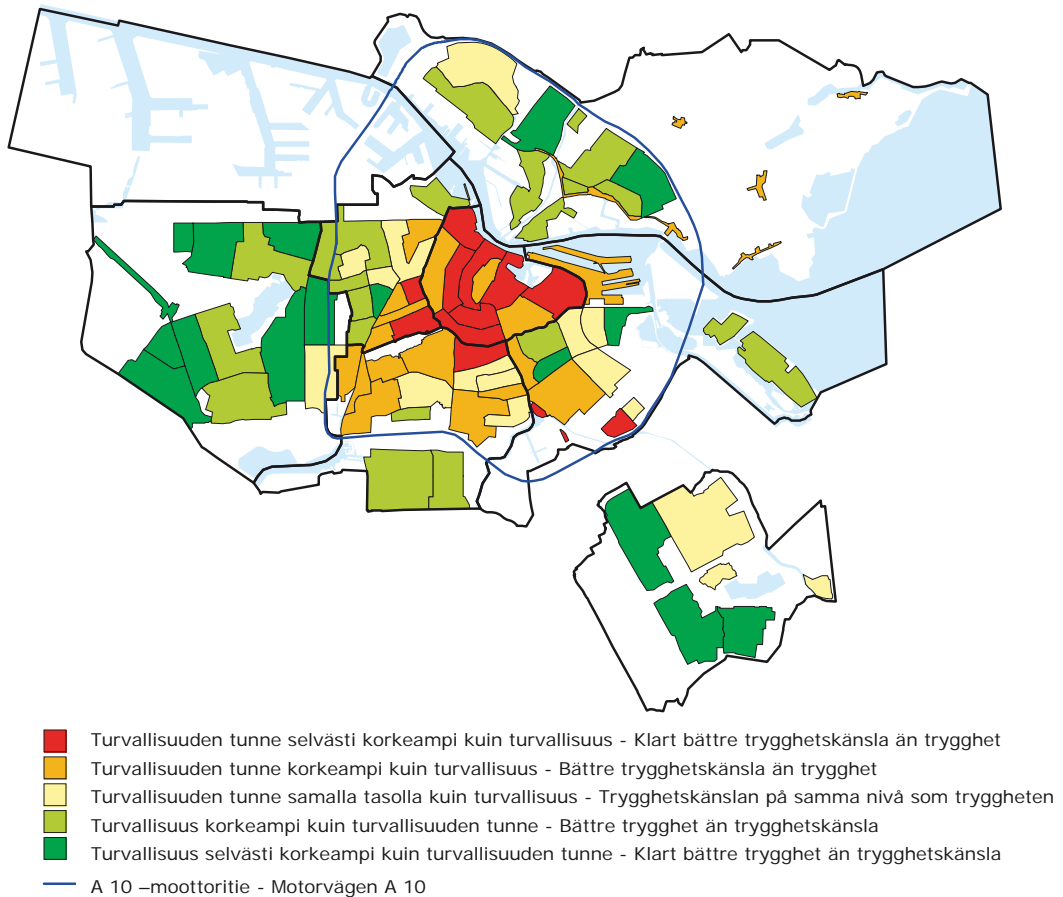 Turvallisuuden tunne selvästi korkeampi kuin turvallisuus - Klart bättre trygghetskänsla än trygghet
Turvallisuuden tunne korkeampi kuin turvallisuus - Bättre trygghetskänsla än trygghet
Turvallisuuden tunne samalla tasolla kuin turvallisuus - Trygghetskänslan på samma nivå som tryggheten
Turvallisuus korkeampi kuin turvallisuuden tunne - Bättre trygghet än trygghetskänsla
Turvallisuus selvästi korkeampi kuin turvallisuuden tunne - Klart bättre trygghet än trygghetskänsla
A 10 –moottoritie - Motorvägen A 10